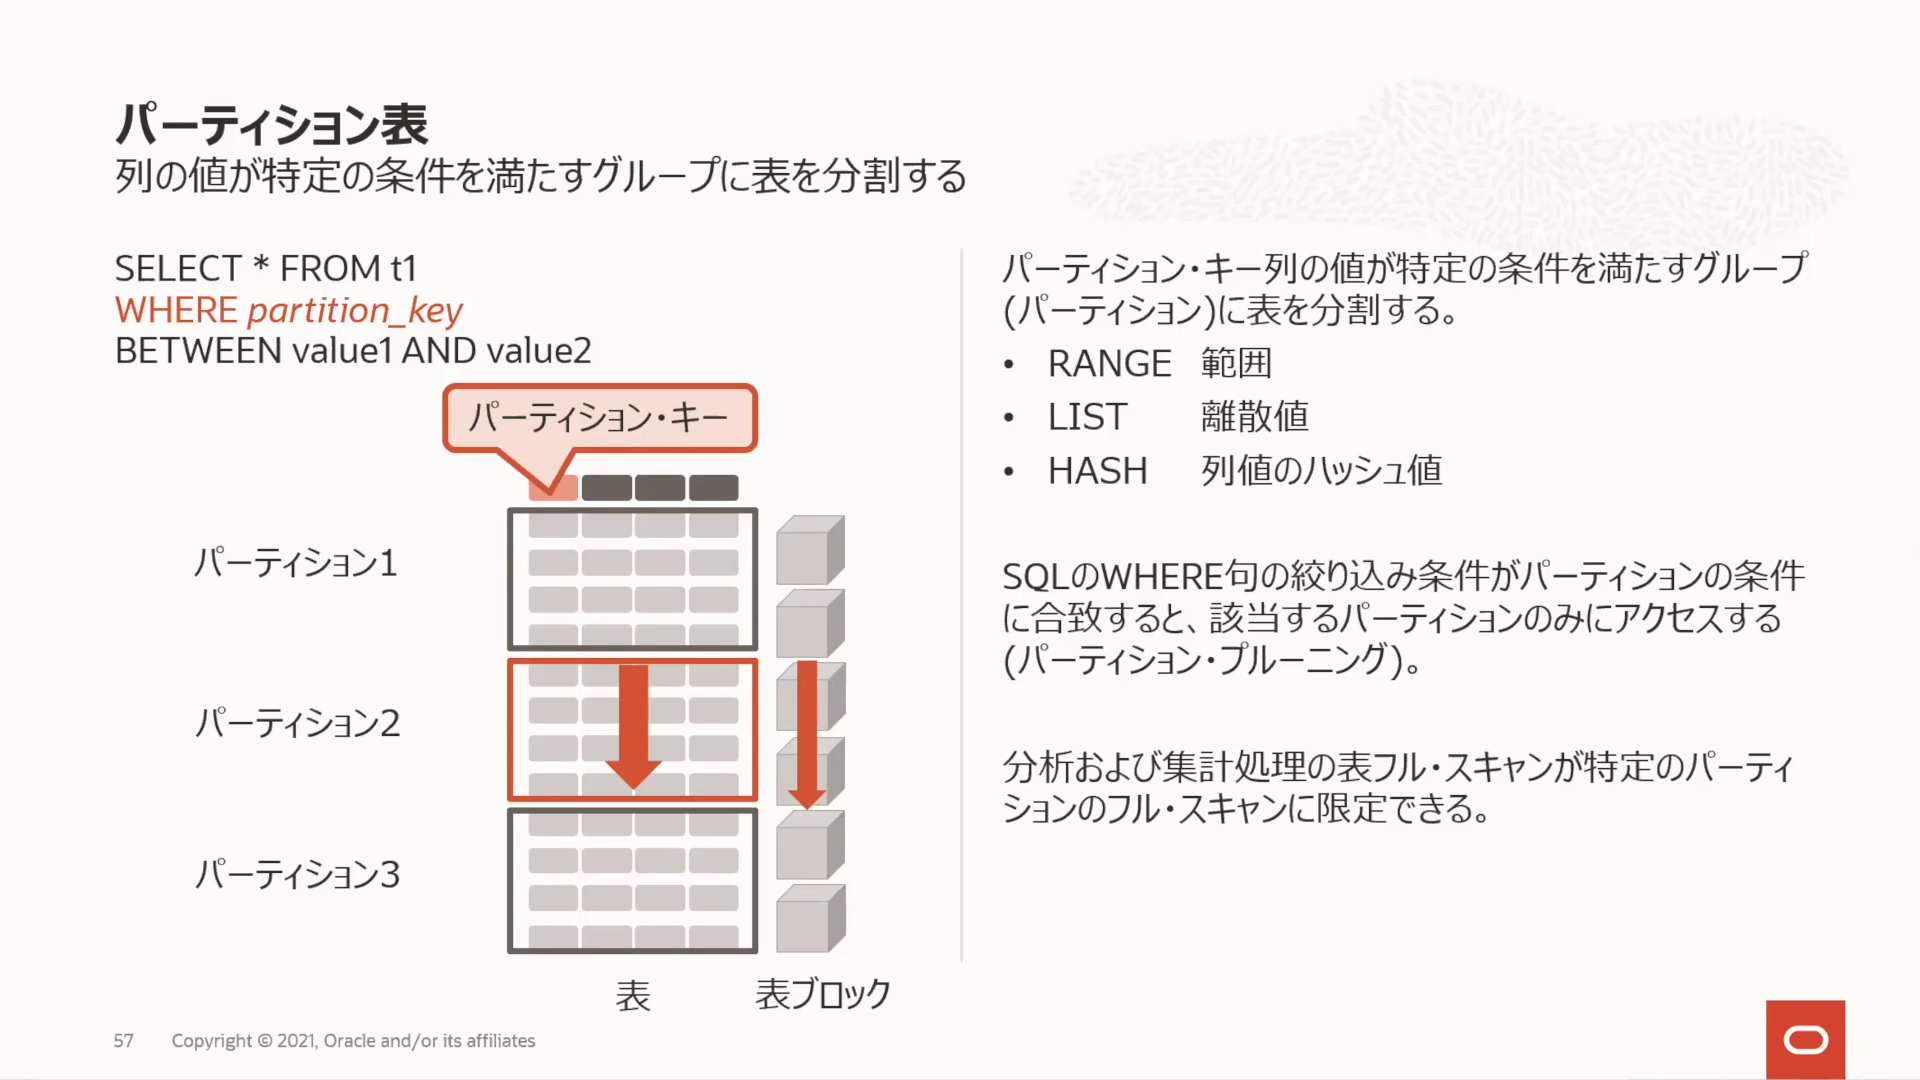 パーティション表
列の値が特定の条件を満たすグループに表を分割する
SELECT * FROM t1
WHERE partition_key
BETWEEN value1 AND value2
パーティション・キー
パーティション1
パーティション2
パーティション3
表
表ブロック
パーティション・キー列の値が特定の条件を満たすグループ
(パーティション)に表を分割する。
• RANGE 範囲
• LIST 離散値
• HASH 列値のハッシュ値
SQLのWHERE句の絞り込み条件がパーティションの条件
に合致すると、該当するパーティションのみにアクセスする
(パーティション・プルーニング)。
分析および集計処理の表フル・スキャンが特定のパーティ
ションのフル・スキャンに限定できる。
57 Copyright © 2021, Oracle and/or its affiliates